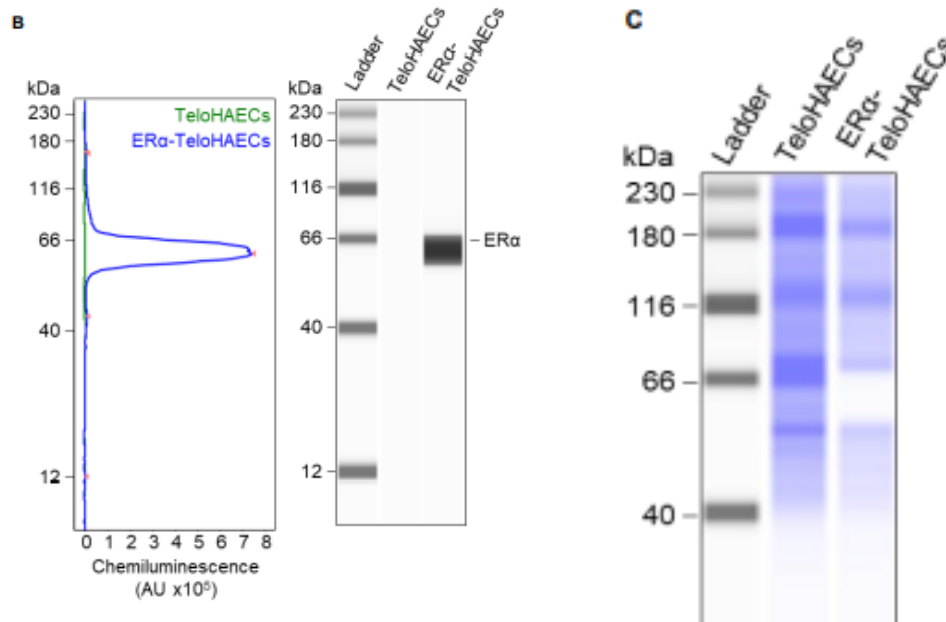 B
kDa
230
180
116
66
40
12
TeloHAECs
ERα-TeloHAECs
0 1 2 3 4 5 6 7 8
Chemiluminescence
(AU x10⁵)
kDa
230
180
116
66
40
12
Ladder
TeloHAECs
ERα-
TeloHAECs
ERα
C
kDa
230
180
116
66
40
Ladder
TeloHAECs
ERα-
TeloHAECs